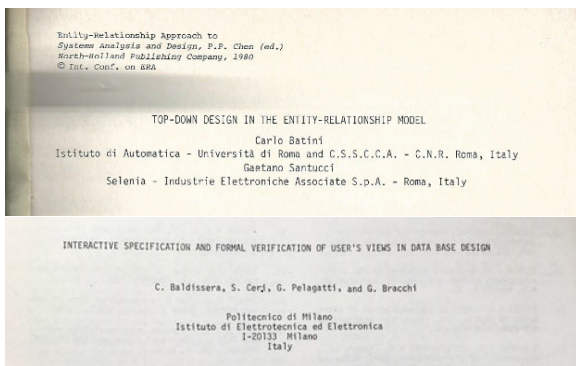 Entity-Relationship Approach to
Systems Analysis and Design, P.P. Chen (ed.)
North-Holland Publishing Company, 1980
© Int. Conf. on ERA
TOP-DOWN DESIGN IN THE ENTITY-RELATIONSHIP MODEL
Carlo Batini
Istituto di Automatica - Università di Roma and C.S.S.C.C.A. - C.N.R. Roma, Italy
Gaetano Santucci
Selenia - Industrie Elettroniche Associate S.p.A. - Roma, Italy
INTERACTIVE SPECIFICATION AND FORMAL VERIFICATION OF USER'S VIEWS IN DATA BASE DESIGN
C. Baldissera, S. Ceri, G. Pelagatti, and G. Bracchi
Politecnico di Milano
Istituto di Elettrotecnica ed Elettronica
I-20133 Milano
Italy